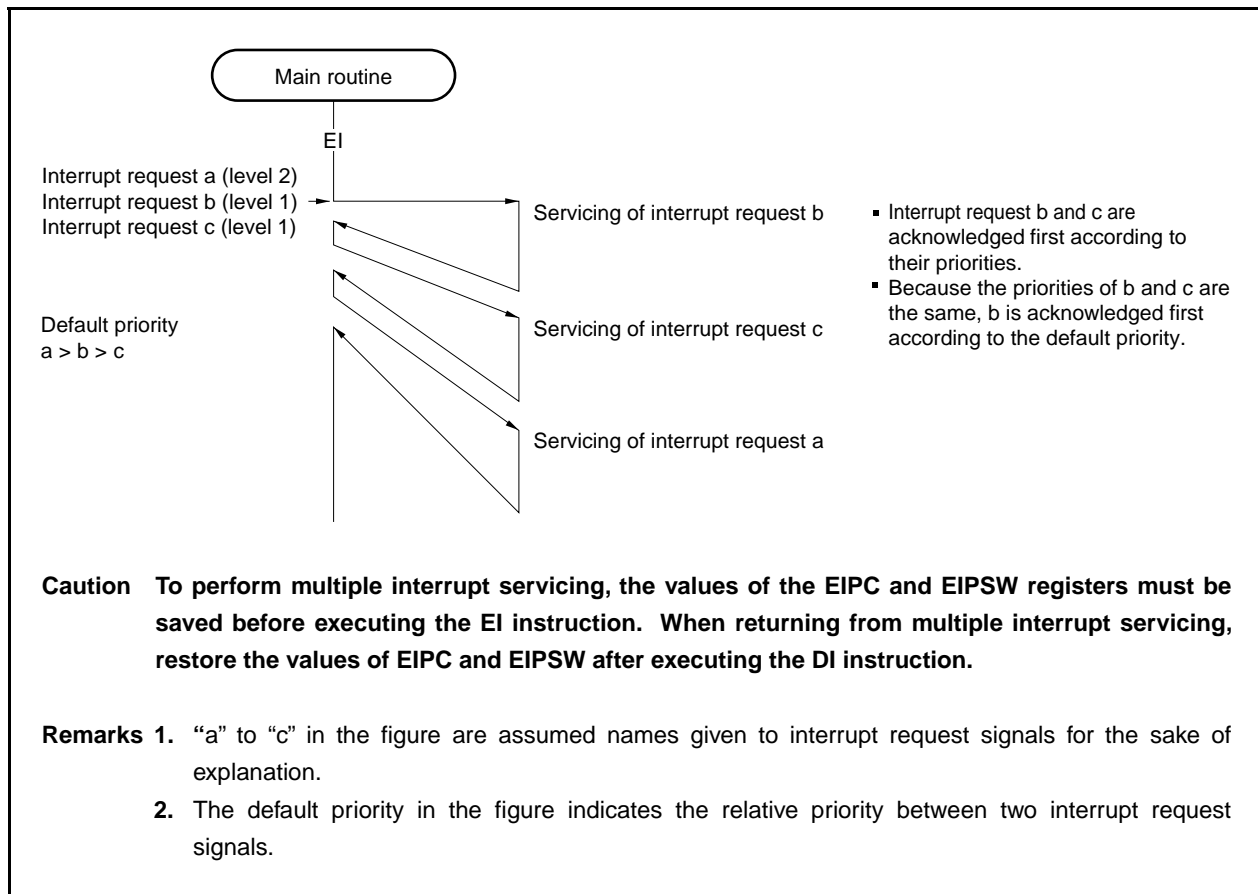 Main routine
EI
Interrupt request a (level 2)
Interrupt request b (level 1)
Interrupt request c (level 1)
Servicing of interrupt request b
▪ Interrupt request b and c are
acknowledged first according to
their priorities.
▪ Because the priorities of b and c are
the same, b is acknowledged first
according to the default priority.
Default priority
a > b > c
Servicing of interrupt request c
Servicing of interrupt request a
Caution To perform multiple interrupt servicing, the values of the EIPC and EIPSW registers must be
saved before executing the EI instruction. When returning from multiple interrupt servicing,
restore the values of EIPC and EIPSW after executing the DI instruction.
Remarks 1. “a” to “c” in the figure are assumed names given to interrupt request signals for the sake of
explanation.
2. The default priority in the figure indicates the relative priority between two interrupt request
signals.